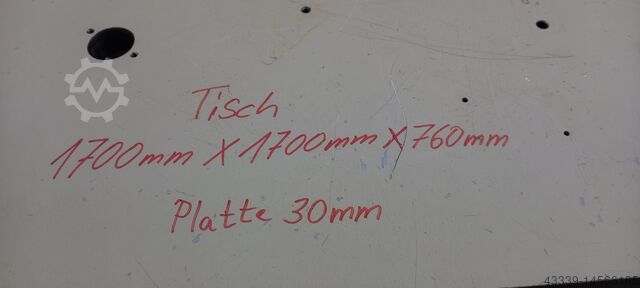 Tisch
1700mm X 1700mm X 760mm
Platte 30mm